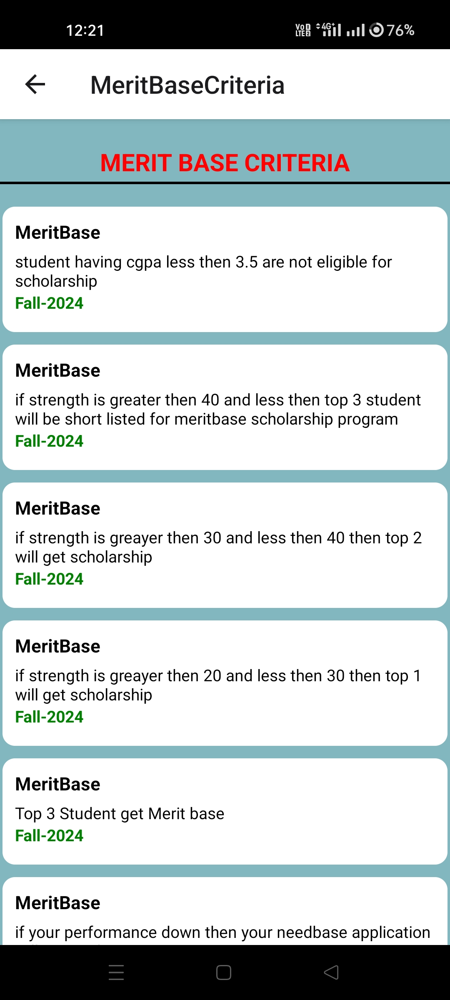 12:21
Vo 1 LTE 2 4G+ 76%
MeritBaseCriteria
MERIT BASE CRITERIA
MeritBase
student having cgpa less then 3.5 are not eligible for
scholarship
Fall-2024
MeritBase
if strength is greater then 40 and less then top 3 student
will be short listed for meritbase scholarship program
Fall-2024
MeritBase
if strength is greayer then 30 and less then 40 then top 2
will get scholarship
Fall-2024
MeritBase
if strength is greayer then 20 and less then 30 then top 1
will get scholarship
Fall-2024
MeritBase
Top 3 Student get Merit base
Fall-2024
MeritBase
if your performance down then your needbase application